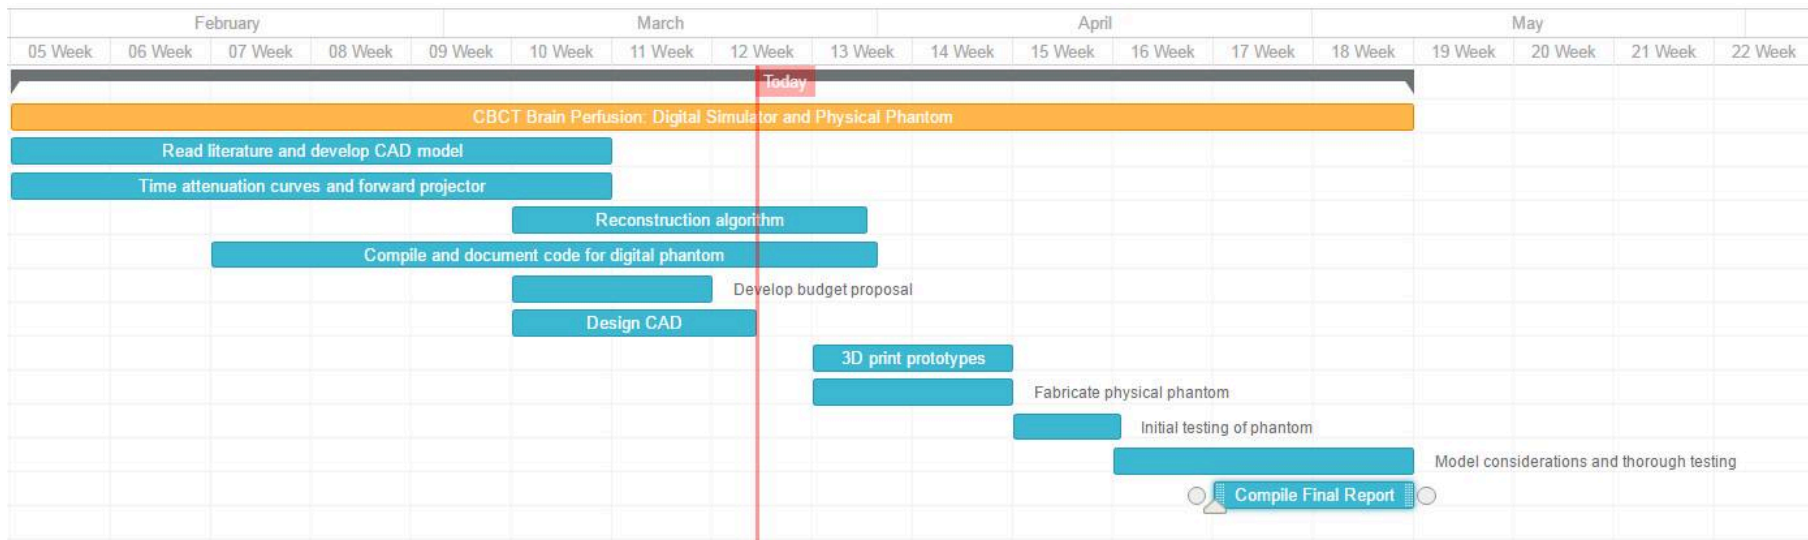 February March April May
05 Week 06 Week 07 Week 08 Week 09 Week 10 Week 11 Week 12 Week 13 Week 14 Week 15 Week 16 Week 17 Week 18 Week 19 Week 20 Week 21 Week 22 Week
Today
CBCT Brain Perfusion: Digital Simulator and Physical Phantom
Read literature and develop CAD model
Time attenuation curves and forward projector
Reconstruction algorithm
Compile and document code for digital phantom
Develop budget proposal
Design CAD
3D print prototypes
Fabricate physical phantom
Initial testing of phantom
Model considerations and thorough testing
Compile Final Report